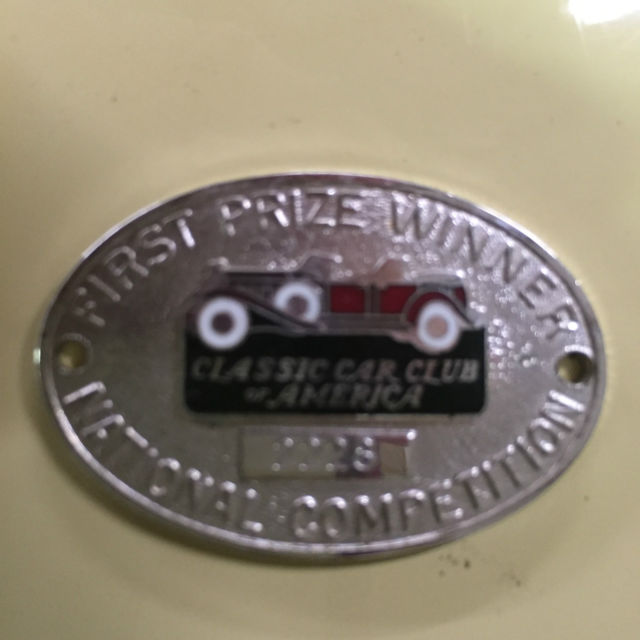 FIRST PRIZE WINNER
CLASSIC CAR CLUB
of AMERICA
NATIONAL COMPETITION